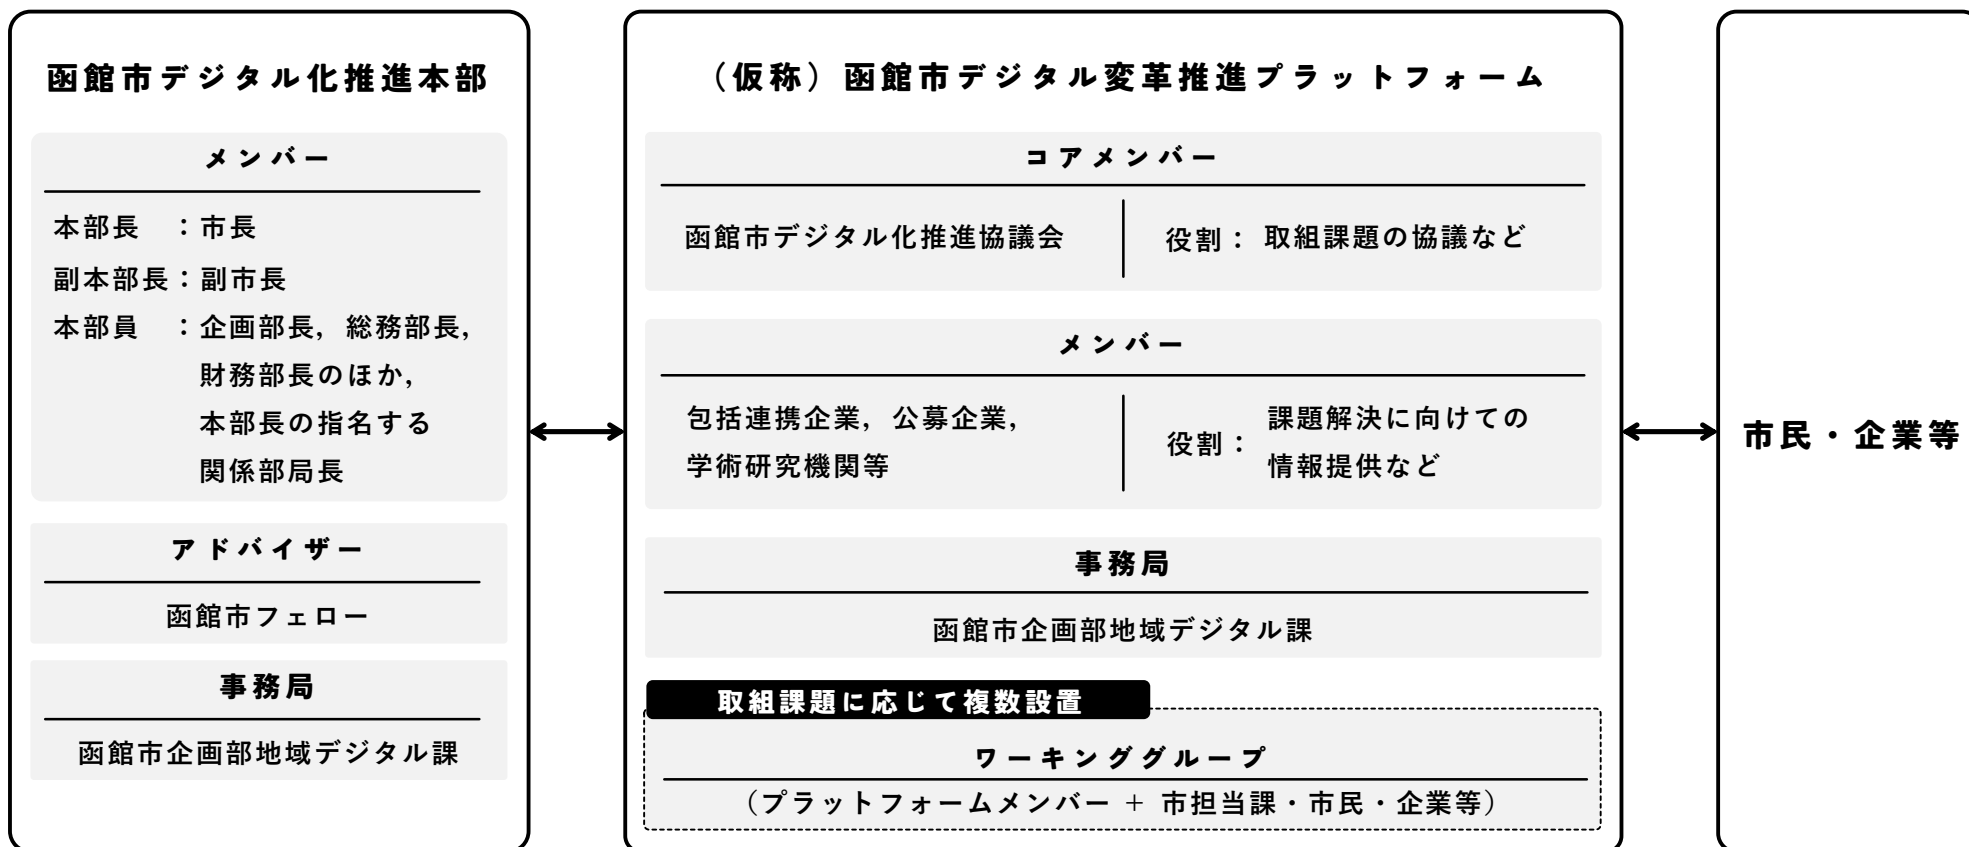 函館市デジタル化推進本部
メンバー
本部長　：市長
副本部長：副市長
本部員　：企画部長，総務部長，
財務部長のほか，
本部長の指名する
関係部局長
アドバイザー
函館市フェロー
事務局
函館市企画部地域デジタル課
（仮称）函館市デジタル変革推進プラットフォーム
コアメンバー
函館市デジタル化推進協議会
役割：取組課題の協議など
メンバー
包括連携企業，公募企業，
学術研究機関等
役割：
課題解決に向けての
情報提供など
事務局
函館市企画部地域デジタル課
取組課題に応じて複数設置
ワーキンググループ
（プラットフォームメンバー + 市担当課・市民・企業等）
市民・企業等